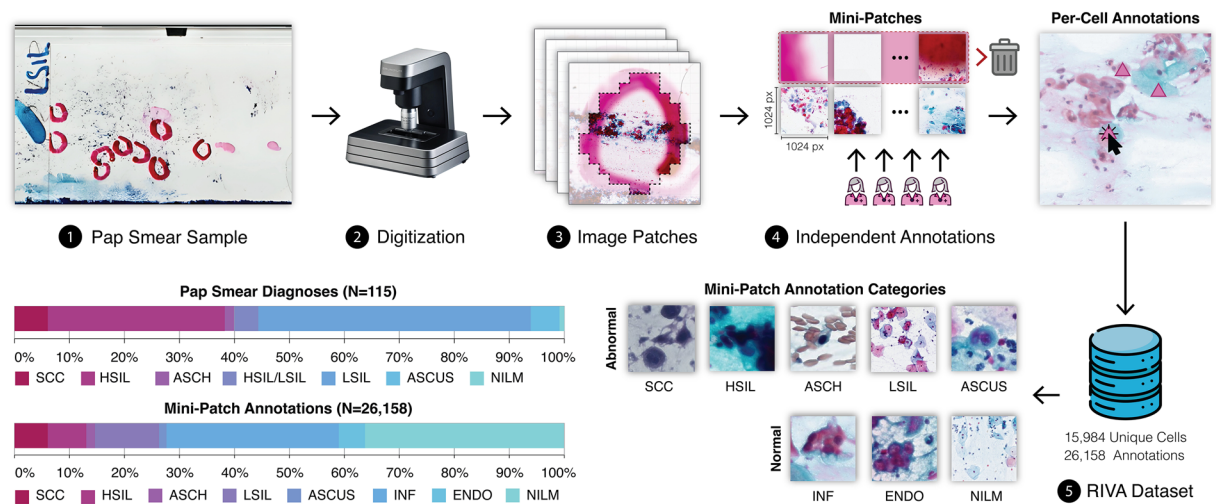 Mini-Patches
Per-Cell Annotations
LSIL
1024 px
1024 px
1 Pap Smear Sample
2 Digitization
3 Image Patches
4 Independent Annotations
Pap Smear Diagnoses (N=115)
0% 10% 20% 30% 40% 50% 60% 70% 80% 90% 100%
SCC HSIL ASCH HSIL/LSIL LSIL ASCUS NILM
Mini-Patch Annotations (N=26,158)
0% 10% 20% 30% 40% 50% 60% 70% 80% 90% 100%
SCC HSIL ASCH LSIL ASCUS INF ENDO NILM
Mini-Patch Annotation Categories
Abnormal
SCC HSIL ASCH LSIL ASCUS
Normal
INF ENDO NILM
15,984 Unique Cells
26,158 Annotations
5 RIVA Dataset